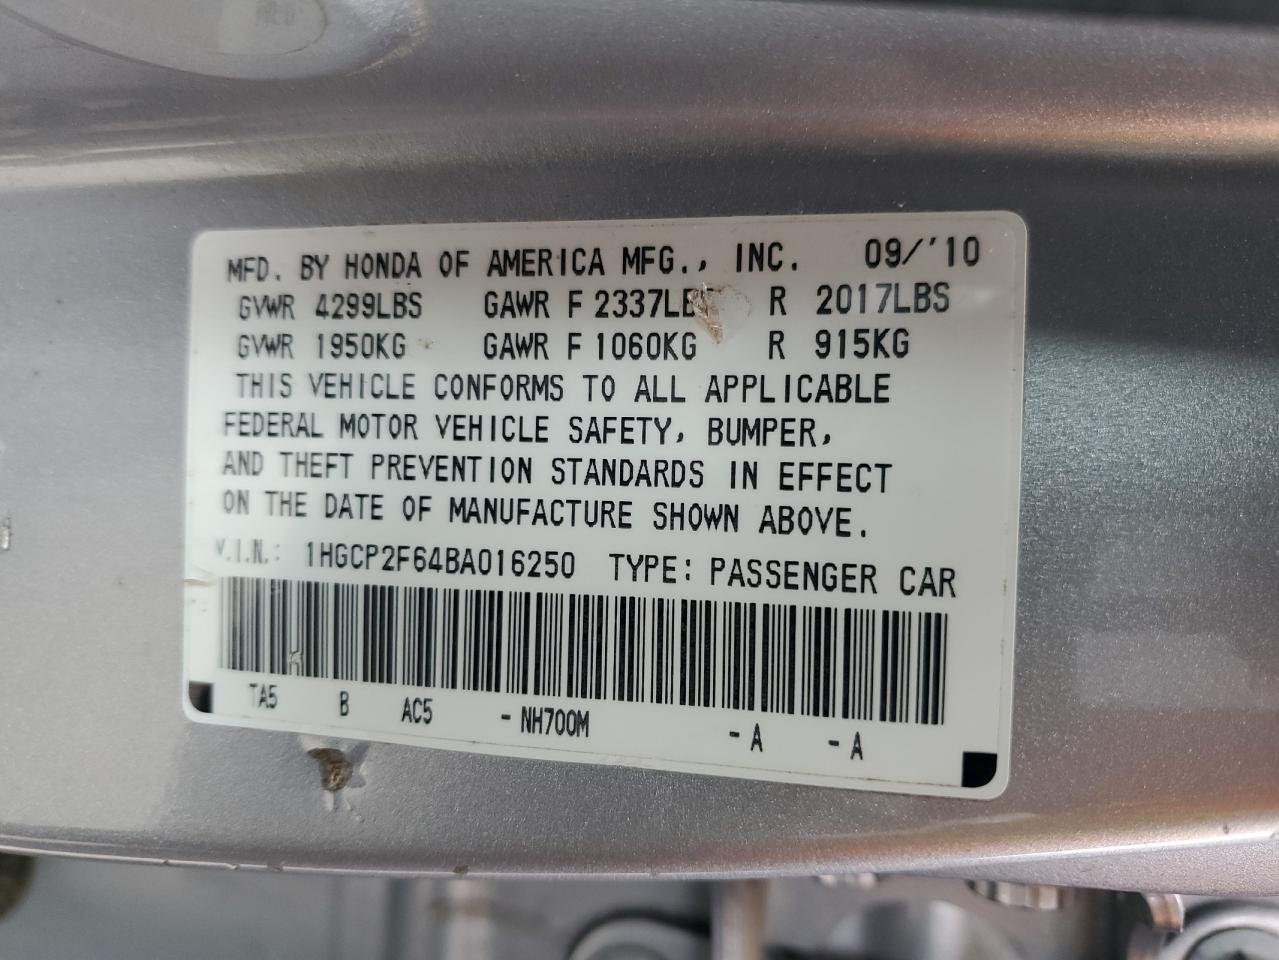 MFD. BY HONDA OF AMERICA MFG., INC. 09/'10
GVWR 4299LBS GAWR F 2337LBS R 2017LBS
GVWR 1950KG GAWR F 1060KG R 915KG
THIS VEHICLE CONFORMS TO ALL APPLICABLE
FEDERAL MOTOR VEHICLE SAFETY, BUMPER,
AND THEFT PREVENTION STANDARDS IN EFFECT
ON THE DATE OF MANUFACTURE SHOWN ABOVE.
V.I.N.: 1HGCP2F64BA016250 TYPE: PASSENGER CAR
TA5 B AC5 -NH700M -A -A